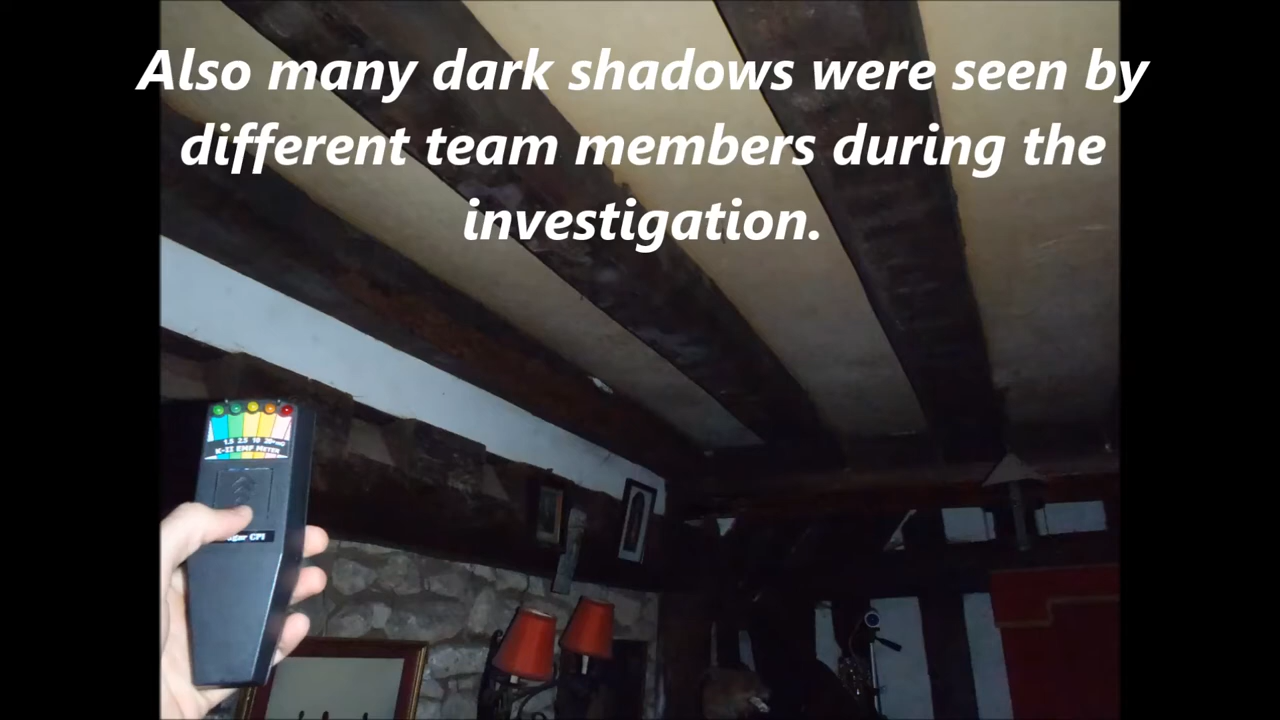 Also many dark shadows were seen by
different team members during the
investigation.
1.5 2.5 10 20+mG
K-II EMF METER